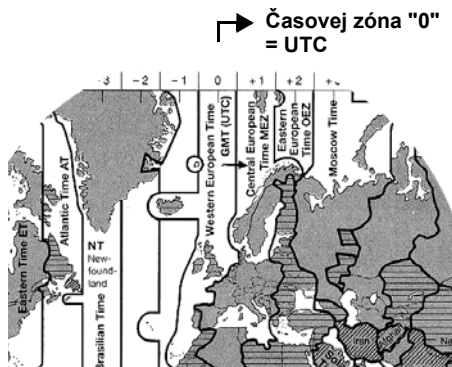 Časovej zóna "0"
= UTC
-3 -2 -1 0 +1 +2
Eastern Time ET
Atlantic Time AT
NT
New-
found-
land
Brasilian Time
Western European Time
GMT (UTC)
Central European
Time MEZ
Eastern
European
Time OEZ
Moscow Time
Iran